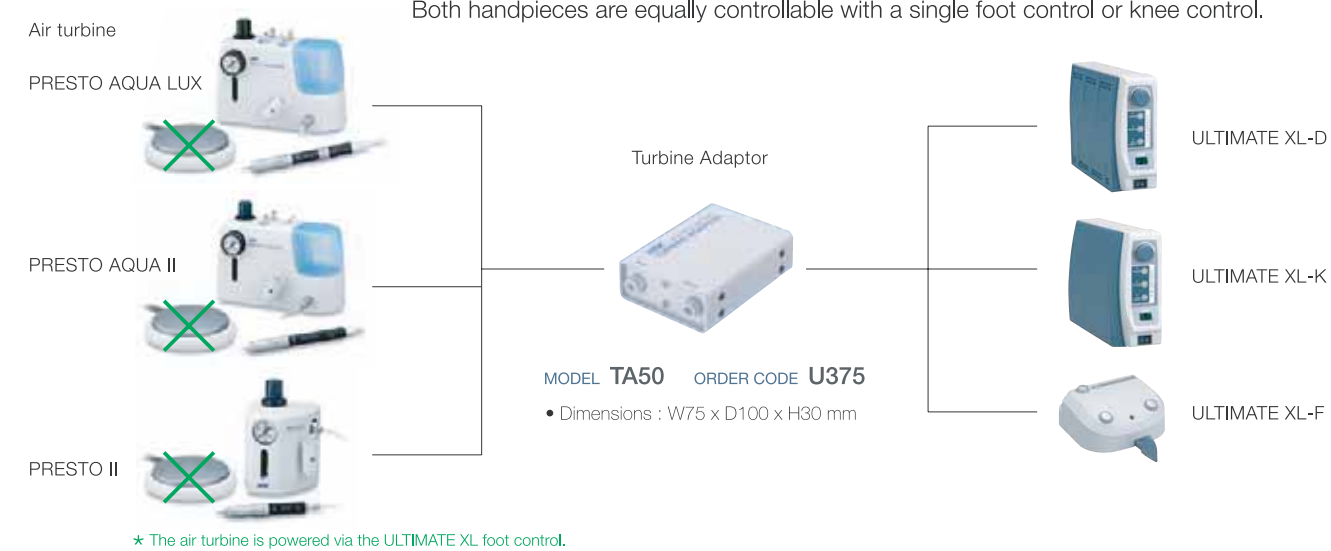 Both handpieces are equally controllable with a single foot control or knee control.
Air turbine
PRESTO AQUA LUX
PRESTO AQUA II
PRESTO II
Turbine Adaptor
MODEL TA50 ORDER CODE U375
• Dimensions : W75 x D100 x H30 mm
ULTIMATE XL-D
ULTIMATE XL-K
ULTIMATE XL-F
* The air turbine is powered via the ULTIMATE XL foot control.